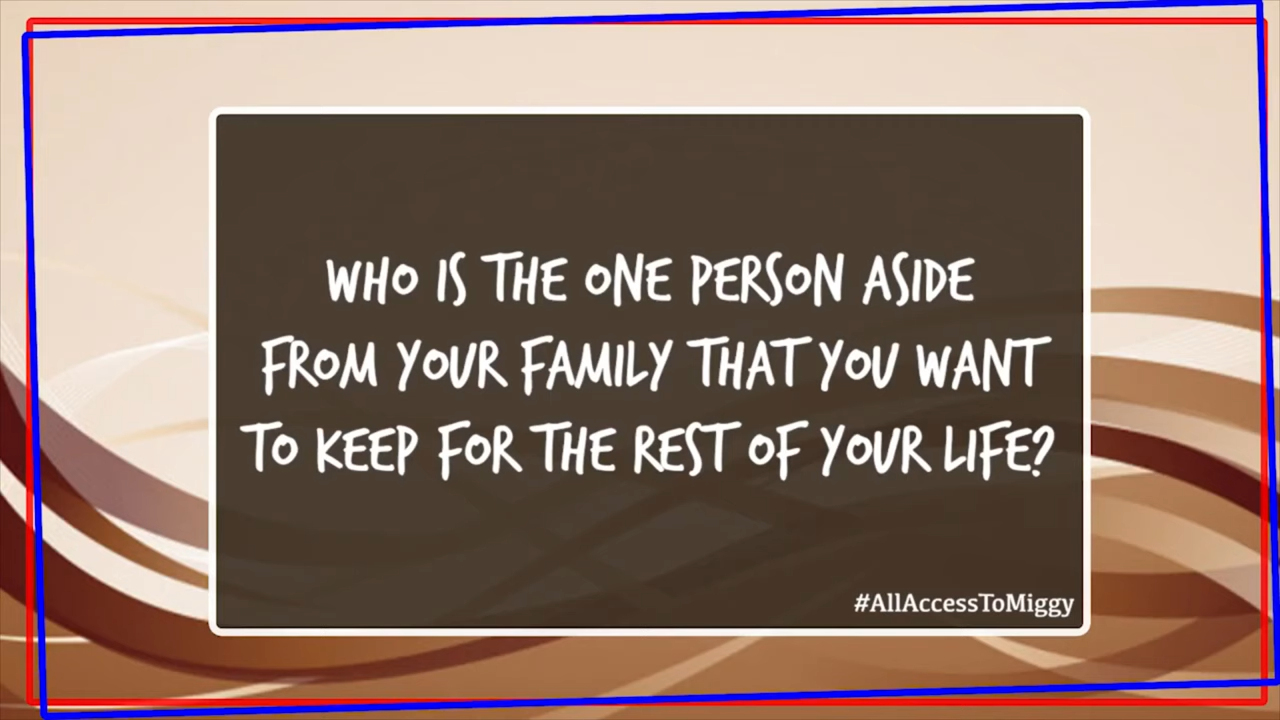 WHO IS THE ONE PERSON ASIDE
FROM YOUR FAMILY THAT YOU WANT
TO KEEP FOR THE REST OF YOUR LIFE?
#AllAccessToMiggy